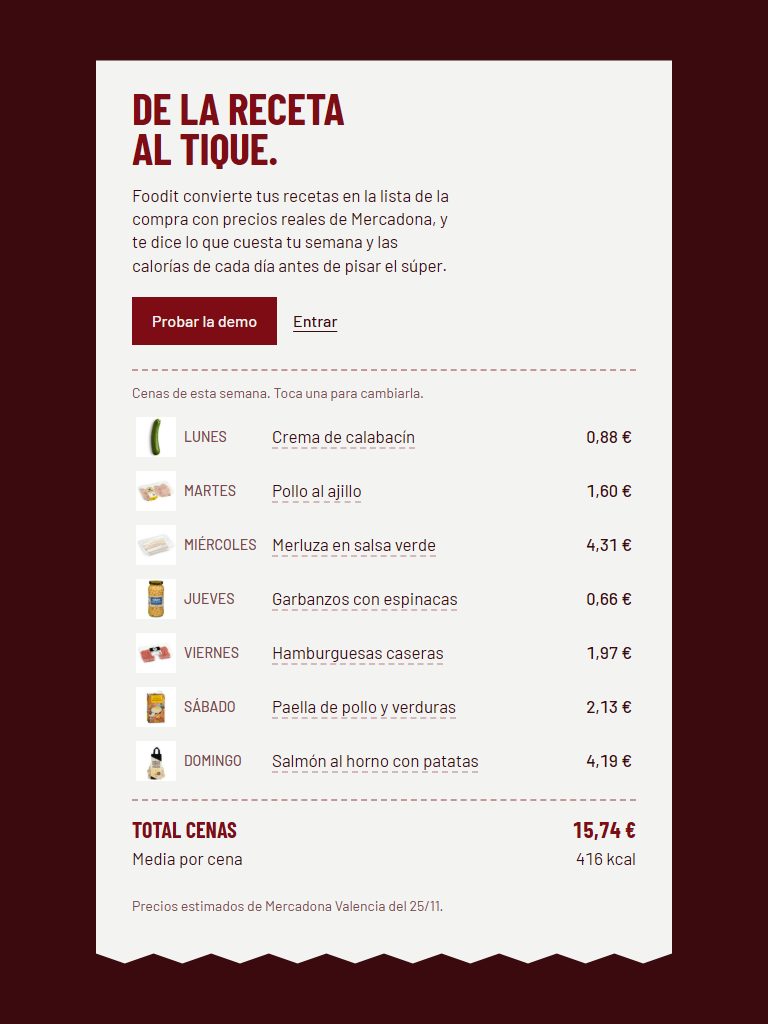 DE LA RECETA
AL TIQUE.
Foodit convierte tus recetas en la lista de la
compra con precios reales de Mercadona, y
te dice lo que cuesta tu semana y las
calorías de cada día antes de pisar el súper.
Probar la demo Entrar
Cenas de esta semana. Toca una para cambiarla.
LUNES Crema de calabacín 0,88 €
MARTES Pollo al ajillo 1,60 €
MIÉRCOLES Merluza en salsa verde 4,31 €
JUEVES Garbanzos con espinacas 0,66 €
VIERNES Hamburguesas caseras 1,97 €
SÁBADO Paella de pollo y verduras 2,13 €
DOMINGO Salmón al horno con patatas 4,19 €
TOTAL CENAS 15,74 €
Media por cena 416 kcal
Precios estimados de Mercadona Valencia del 25/11.